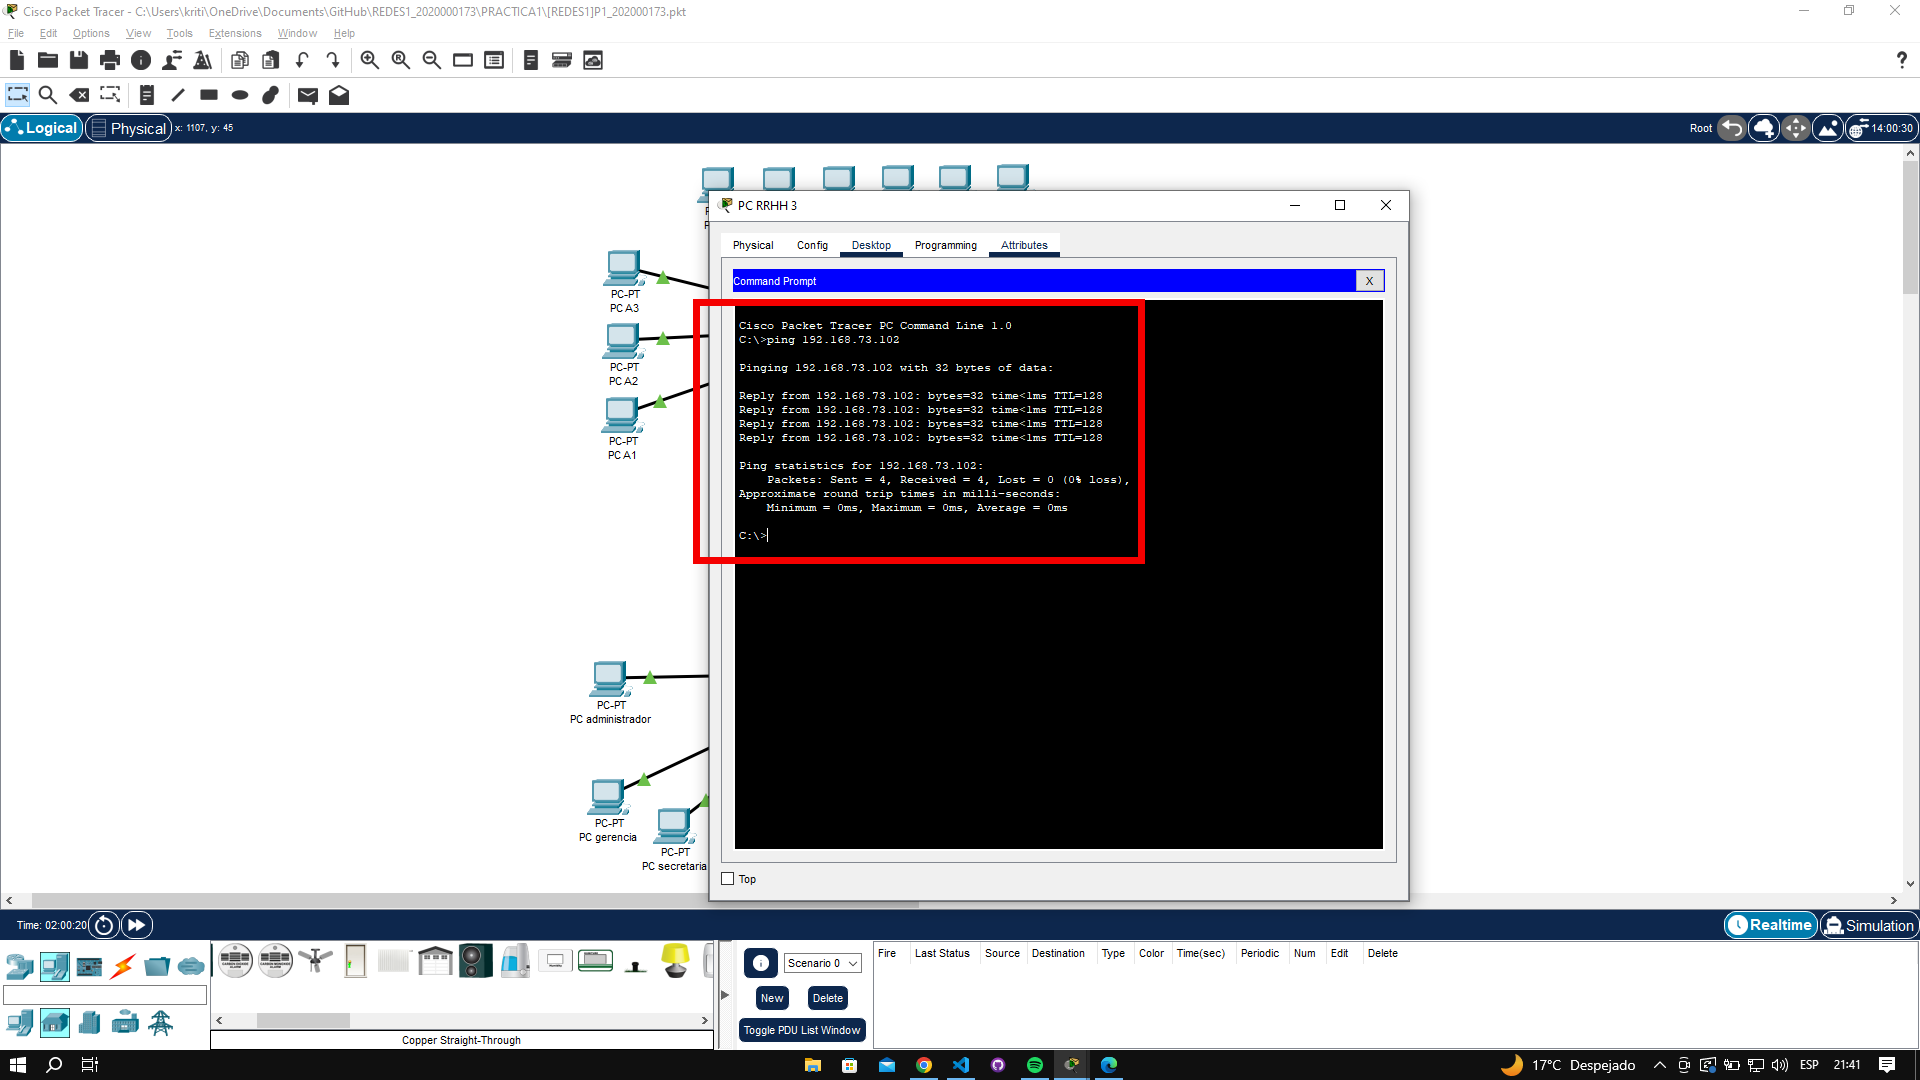 Cisco Packet Tracer - C:\Users\kriti\OneDrive\Documents\GitHub\REDES1_2020000173\PRACTICA1\[REDES1]P1_202000173.pkt
File Edit Options View Tools Extensions Window Help
Logical Physical x: 1107, y: 45
Root 14:00:30
PC RRHH 3
Physical Config Desktop Programming Attributes
Command Prompt X
Cisco Packet Tracer PC Command Line 1.0
C:\>ping 192.168.73.102
Pinging 192.168.73.102 with 32 bytes of data:
Reply from 192.168.73.102: bytes=32 time<1ms TTL=128
Reply from 192.168.73.102: bytes=32 time<1ms TTL=128
Reply from 192.168.73.102: bytes=32 time<1ms TTL=128
Reply from 192.168.73.102: bytes=32 time<1ms TTL=128
Ping statistics for 192.168.73.102:
Packets: Sent = 4, Received = 4, Lost = 0 (0% loss),
Approximate round trip times in milli-seconds:
Minimum = 0ms, Maximum = 0ms, Average = 0ms
C:\>
Top
PC-PT
PC A3
PC-PT
PC A2
PC-PT
PC A1
PC-PT
PC administrador
PC-PT
PC gerencia
PC-PT
PC secretaria
Time: 02:00:20
Realtime Simulation
Scenario 0
New Delete
Toggle PDU List Window
Fire Last Status Source Destination Type Color Time(sec) Periodic Num Edit Delete
Copper Straight-Through
17°C Despejado ESP 21:41